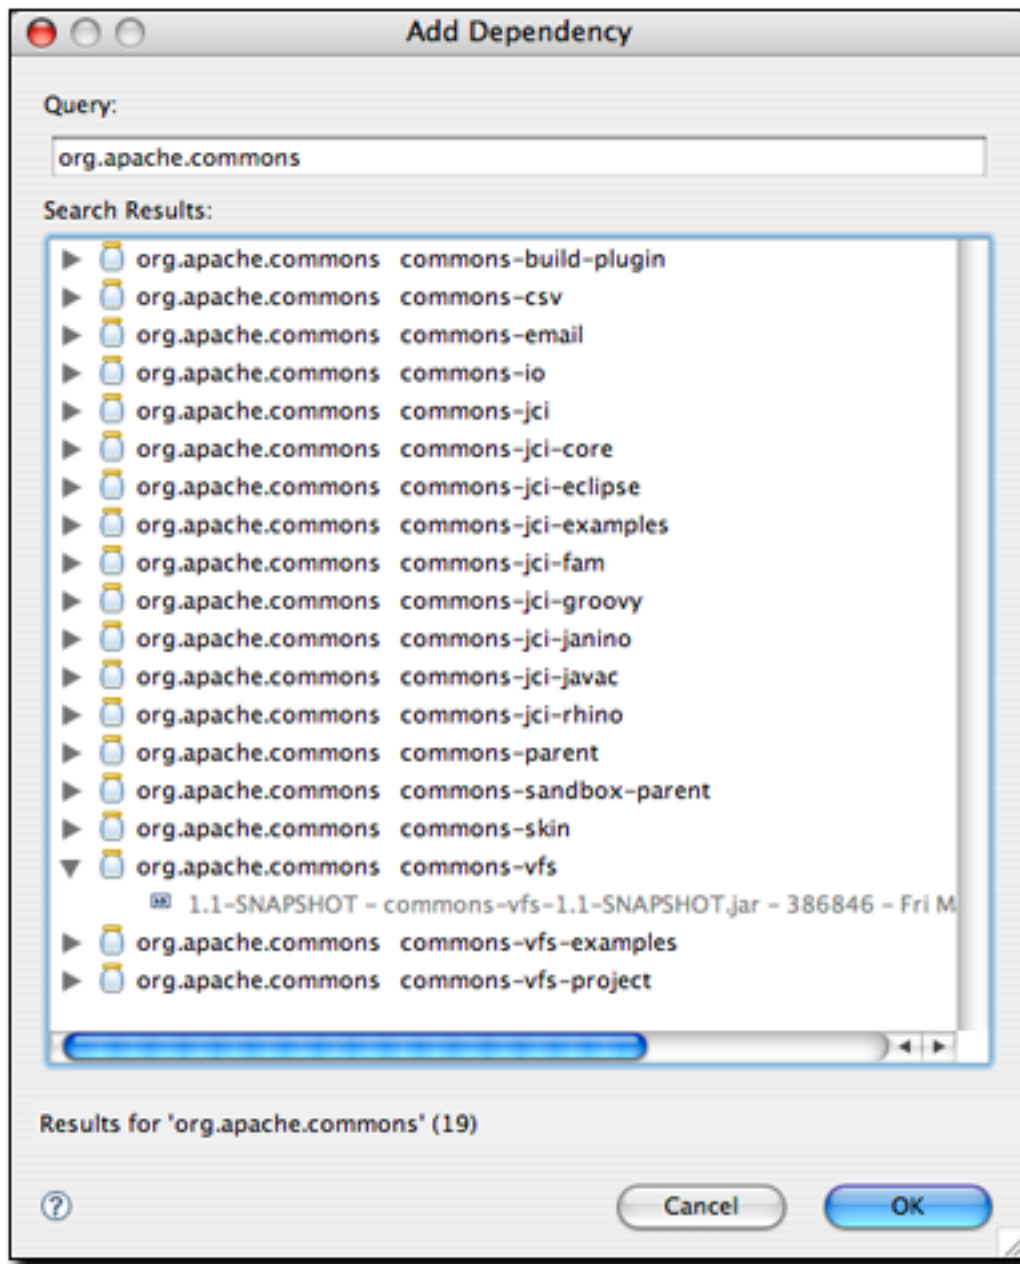 Add Dependency
Query:
org.apache.commons
Search Results:
org.apache.commons commons-build-plugin
org.apache.commons commons-csv
org.apache.commons commons-email
org.apache.commons commons-io
org.apache.commons commons-jci
org.apache.commons commons-jci-core
org.apache.commons commons-jci-eclipse
org.apache.commons commons-jci-examples
org.apache.commons commons-jci-fam
org.apache.commons commons-jci-groovy
org.apache.commons commons-jci-janino
org.apache.commons commons-jci-javac
org.apache.commons commons-jci-rhino
org.apache.commons commons-parent
org.apache.commons commons-sandbox-parent
org.apache.commons commons-skin
org.apache.commons commons-vfs
1.1-SNAPSHOT - commons-vfs-1.1-SNAPSHOT.jar - 386846 - Fri M
org.apache.commons commons-vfs-examples
org.apache.commons commons-vfs-project
Results for 'org.apache.commons' (19)
?
Cancel
OK